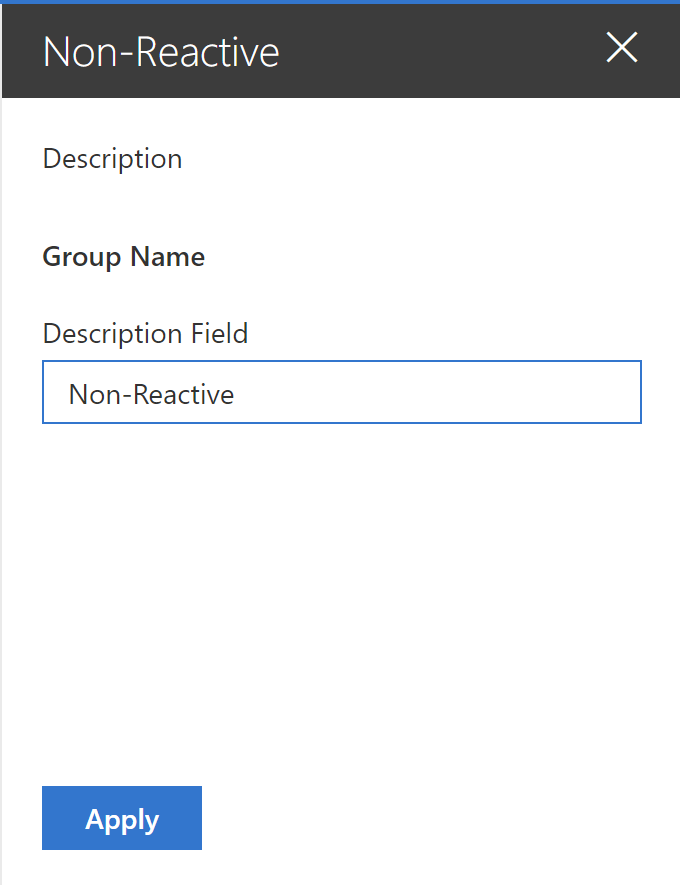 Non-Reactive
Description
Group Name
Description Field
Non-Reactive
Apply